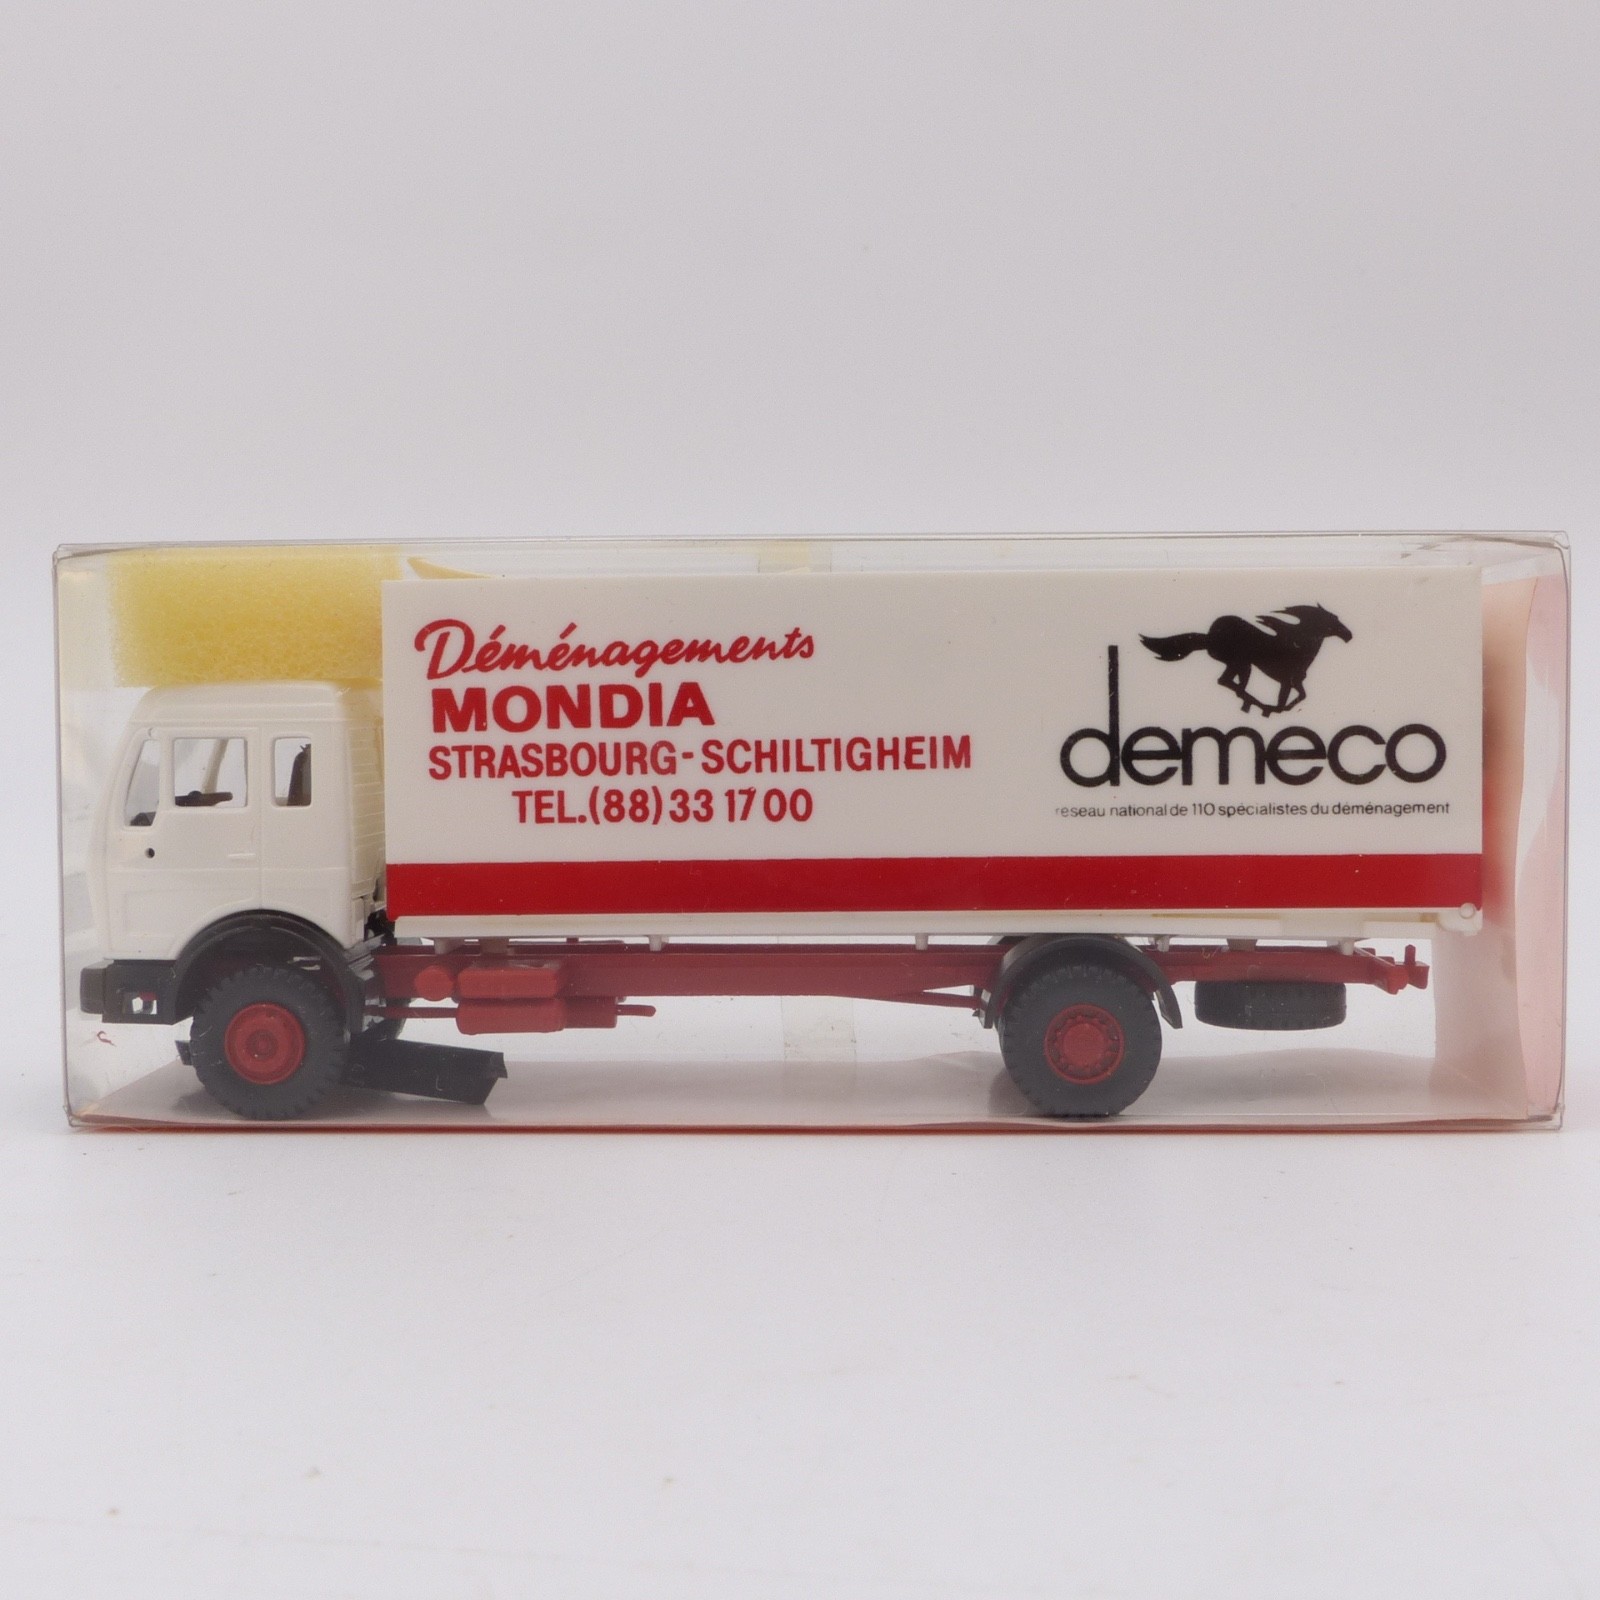 Déménagements
MONDIA
STRASBOURG-SCHILTIGHEIM
TEL.(88) 33 17 00
demeco
reseau national de 110 spécialistes du déménagement